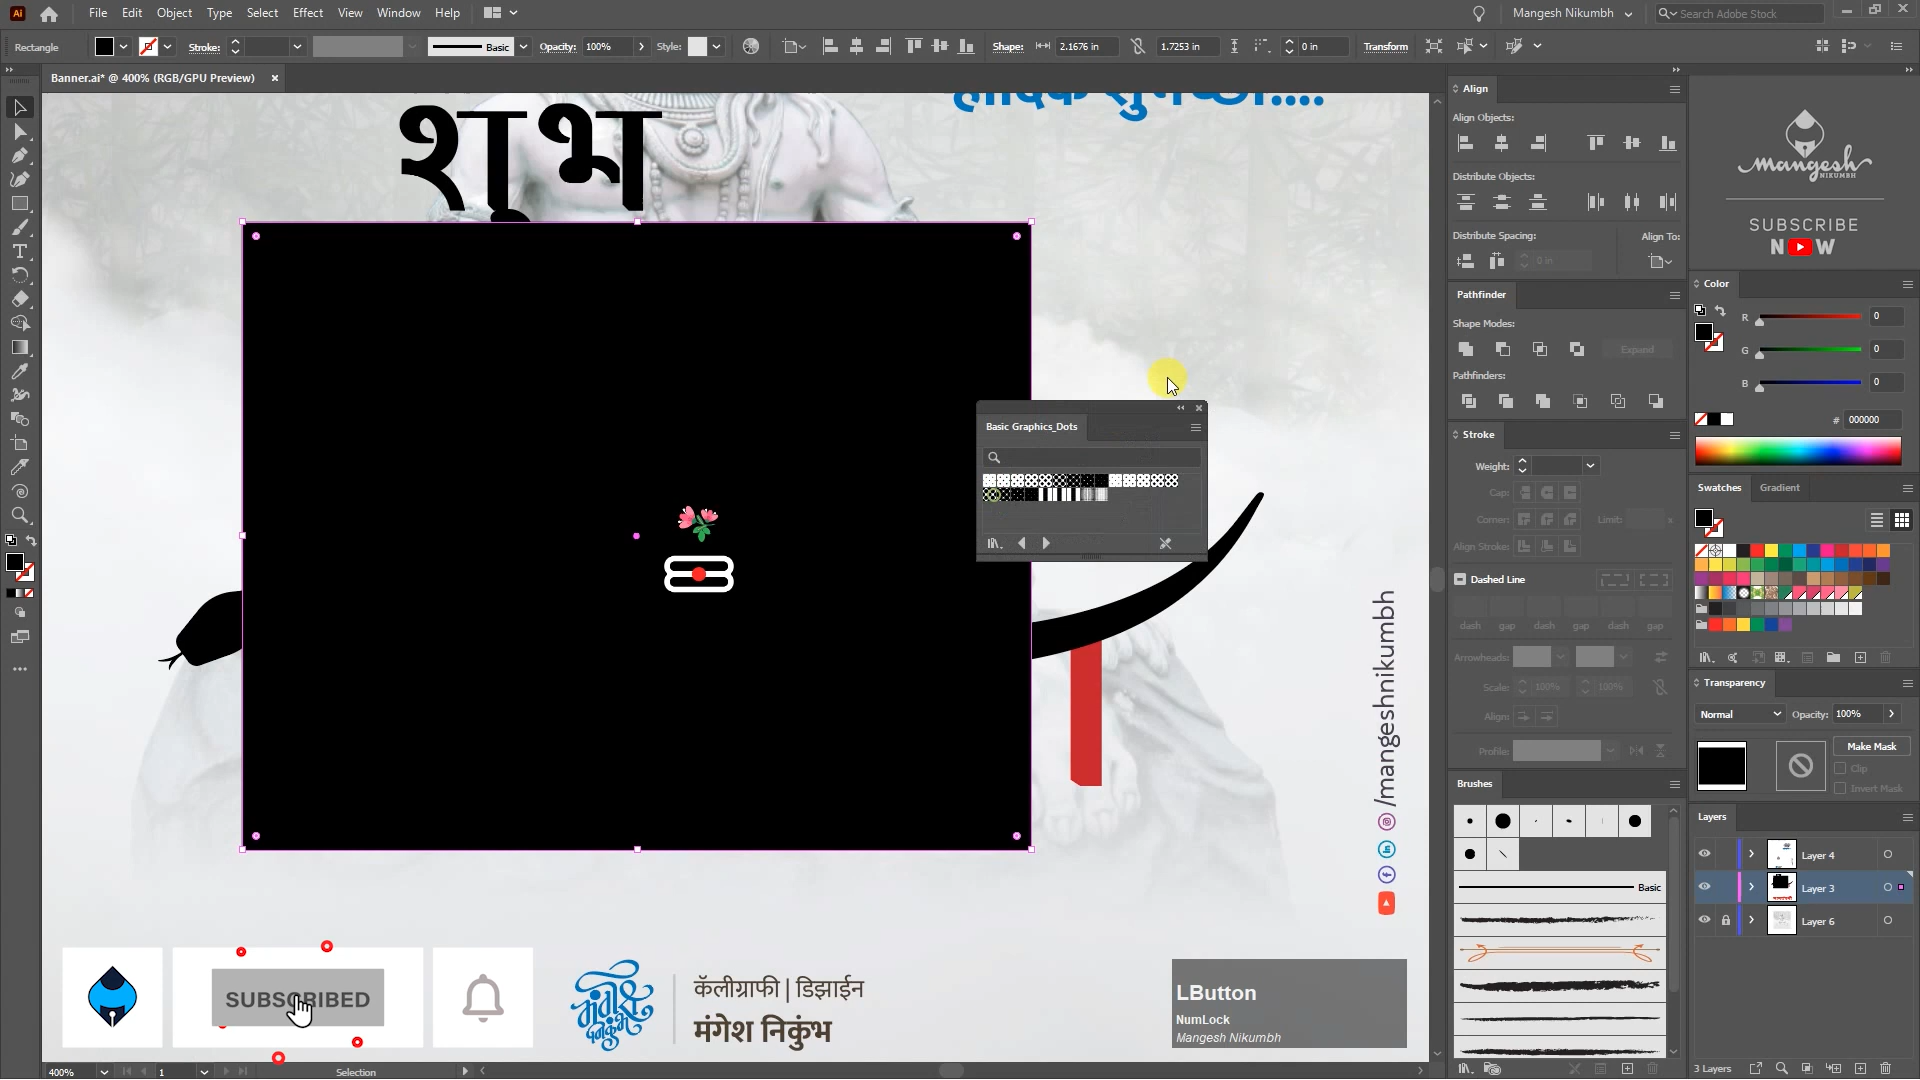 Ai
File Edit Object Type Select Effect View Window Help
Mangesh Nikumbh
Search Adobe Stock
Rectangle
Stroke:
Basic
Opacity: 100%
Style:
Shape:
2.1676 in
1.7253 in
0 in
Transform
Banner.ai* @ 400% (RGB/GPU Preview)
शुभ
Basic Graphics_Dots
/mangeshnikumbh
SUBSCRIBED
कॅलीग्राफी | डिझाईन
मंगेश निकुंभ
LButton
NumLock
Mangesh Nikumbh
400%
1
Selection
Align
Align Objects:
Distribute Objects:
Distribute Spacing:
Align To:
0 in
Pathfinder
Shape Modes:
Expand
Pathfinders:
Stroke
Weight:
Cap:
Corner:
Limit:
x
Align Stroke:
Dashed Line
dash gap dash gap dash gap
Arrowheads:
Scale: 100% 100%
Align:
Profile:
Brushes
Basic
Mangesh
NIKUMBH
SUBSCRIBE
NOW
Color
R 0
G 0
B 0
# 000000
Swatches Gradient
Transparency
Normal Opacity: 100%
Make Mask
Clip
Invert Mask
Layers
Layer 4
Layer 3
Layer 6
3 Layers